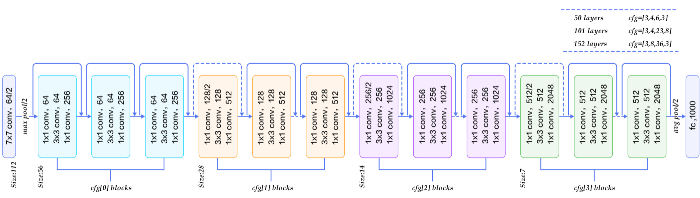 50 layers cfg=[3,4,6,3]
101 layers cfg=[3,4,23,8]
152 layers cfg=[3,8,36,3]
7x7 conv, 64/2
max pool/2
1x1 conv, 64
3x3 conv, 64
1x1 conv, 256
1x1 conv, 64
3x3 conv, 64
1x1 conv, 256
1x1 conv, 64
3x3 conv, 64
1x1 conv, 256
1x1 conv, 128/2
3x3 conv, 128
1x1 conv, 512
1x1 conv, 128
3x3 conv, 128
1x1 conv, 512
1x1 conv, 128
3x3 conv, 128
1x1 conv, 512
1x1 conv, 256/2
3x3 conv, 256
1x1 conv, 1024
1x1 conv, 256
3x3 conv, 256
1x1 conv, 1024
1x1 conv, 256
3x3 conv, 256
1x1 conv, 1024
1x1 conv, 512/2
3x3 conv, 512
1x1 conv, 2048
1x1 conv, 512
3x3 conv, 512
1x1 conv, 2048
1x1 conv, 512
3x3 conv, 512
1x1 conv, 2048
avg pool/2
fc,1000
Size:112
Size:56
cfg[0] blocks
Size:28
cfg[1] blocks
Size:14
cfg[2] blocks
Size:7
cfg[3] blocks